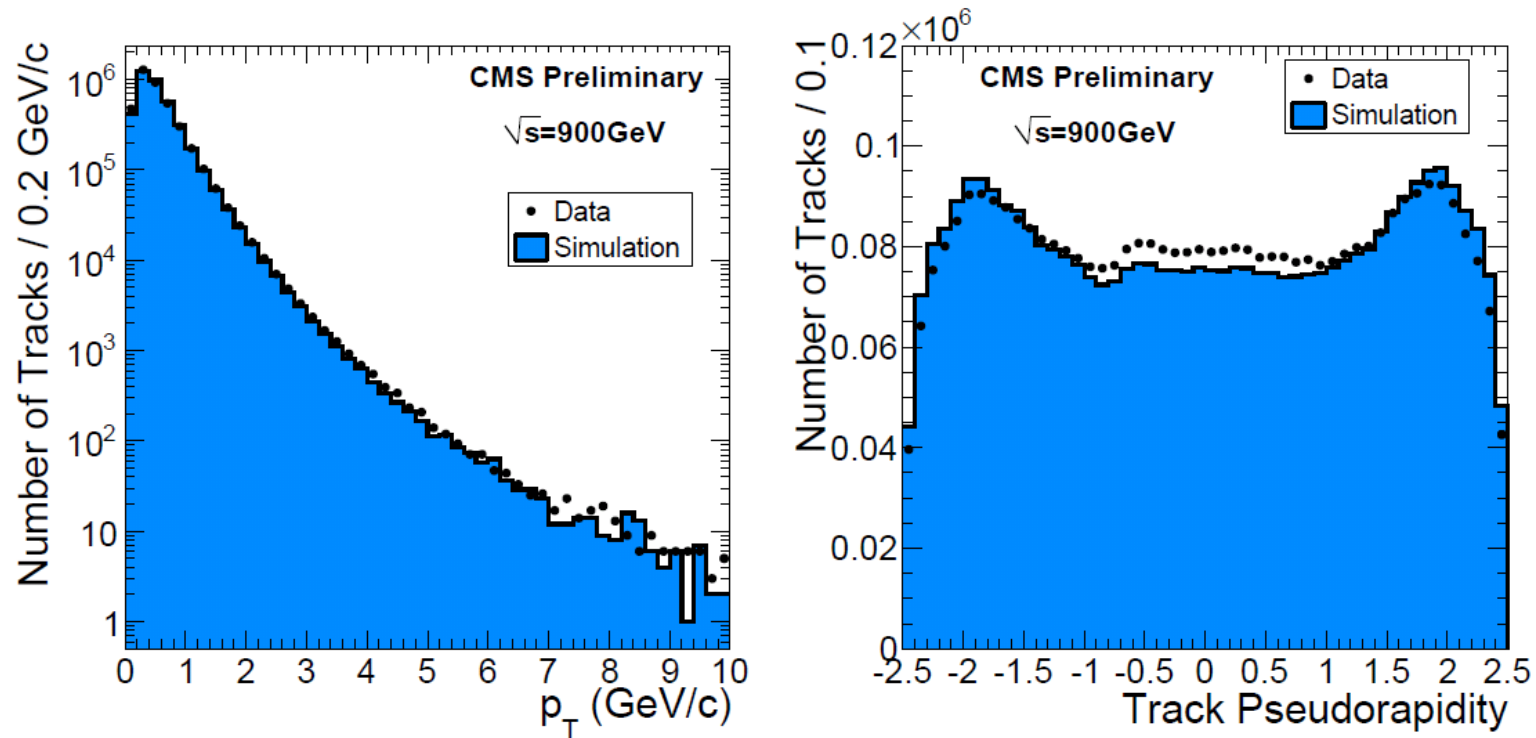 Number of Tracks / 0.2 GeV/c
10^6
10^5
10^4
10^3
10^2
10
1
CMS Preliminary
√s=900GeV
Data
Simulation
0 1 2 3 4 5 6 7 8 9 10
p_T (GeV/c)
Number of Tracks / 0.1
×10^6
0.12
0.1
0.08
0.06
0.04
0.02
0
CMS Preliminary
√s=900GeV
Data
Simulation
-2.5 -2 -1.5 -1 -0.5 0 0.5 1 1.5 2 2.5
Track Pseudorapidity